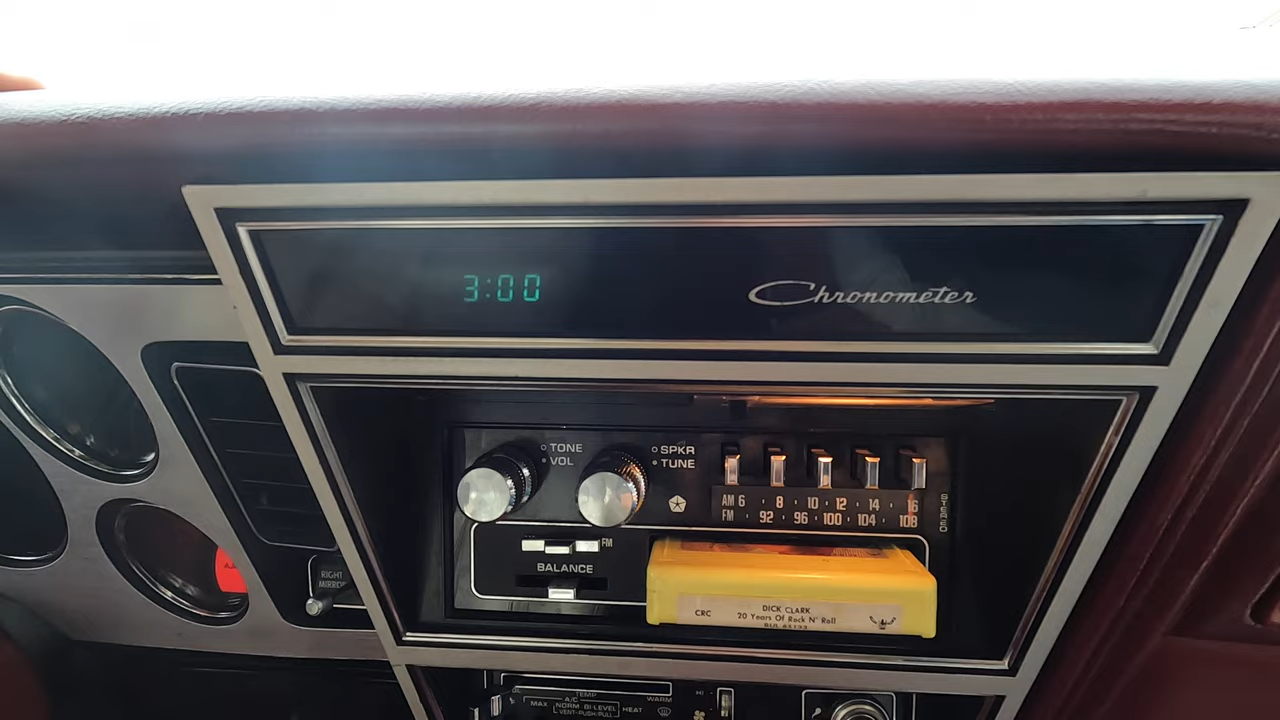 3:00
Chronometer
TONE
VOL
SPKR
TUNE
AM 6 8 10 12 14 16
FM 92 96 100 104 108
STEREO
FM
BALANCE
CRC
DICK CLARK
20 Years Of Rock N' Roll
RIGHT
MIRROR
TEMP
WARM
A/C
MAX NORM BI-LEVEL HEAT
VENT-PUSH/PULL
HI